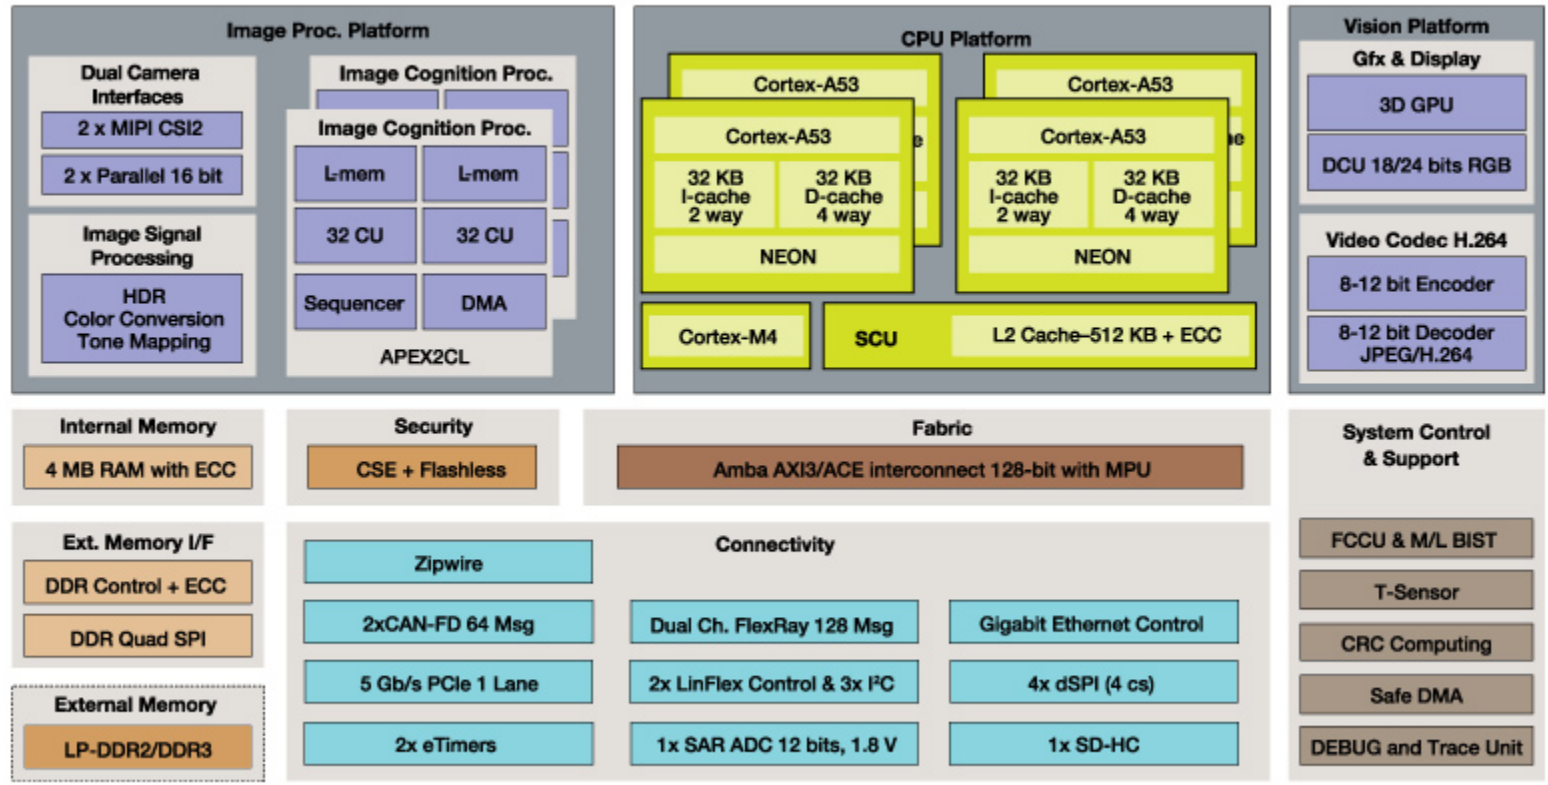 Image Proc. Platform
Dual Camera
Interfaces
2 x MIPI CSI2
2 x Parallel 16 bit
Image Signal
Processing
HDR
Color Conversion
Tone Mapping
Image Cognition Proc.
Image Cognition Proc.
L-mem
L-mem
32 CU
32 CU
Sequencer
DMA
APEX2CL
CPU Platform
Cortex-A53
Cortex-A53
e
32 KB
I-cache
2 way
32 KB
D-cache
4 way
NEON
Cortex-A53
Cortex-A53
he
32 KB
I-cache
2 way
32 KB
D-cache
4 way
NEON
Cortex-M4
SCU
L2 Cache–512 KB + ECC
Vision Platform
Gfx & Display
3D GPU
DCU 18/24 bits RGB
Video Codec H.264
8-12 bit Encoder
8-12 bit Decoder
JPEG/H.264
Internal Memory
4 MB RAM with ECC
Security
CSE + Flashless
Fabric
Amba AXI3/ACE interconnect 128-bit with MPU
Ext. Memory I/F
DDR Control + ECC
DDR Quad SPI
External Memory
LP-DDR2/DDR3
Connectivity
Zipwire
2xCAN-FD 64 Msg
Dual Ch. FlexRay 128 Msg
Gigabit Ethernet Control
5 Gb/s PCIe 1 Lane
2x LinFlex Control & 3x I²C
4x dSPI (4 cs)
2x eTimers
1x SAR ADC 12 bits, 1.8 V
1x SD-HC
System Control
& Support
FCCU & M/L BIST
T-Sensor
CRC Computing
Safe DMA
DEBUG and Trace Unit